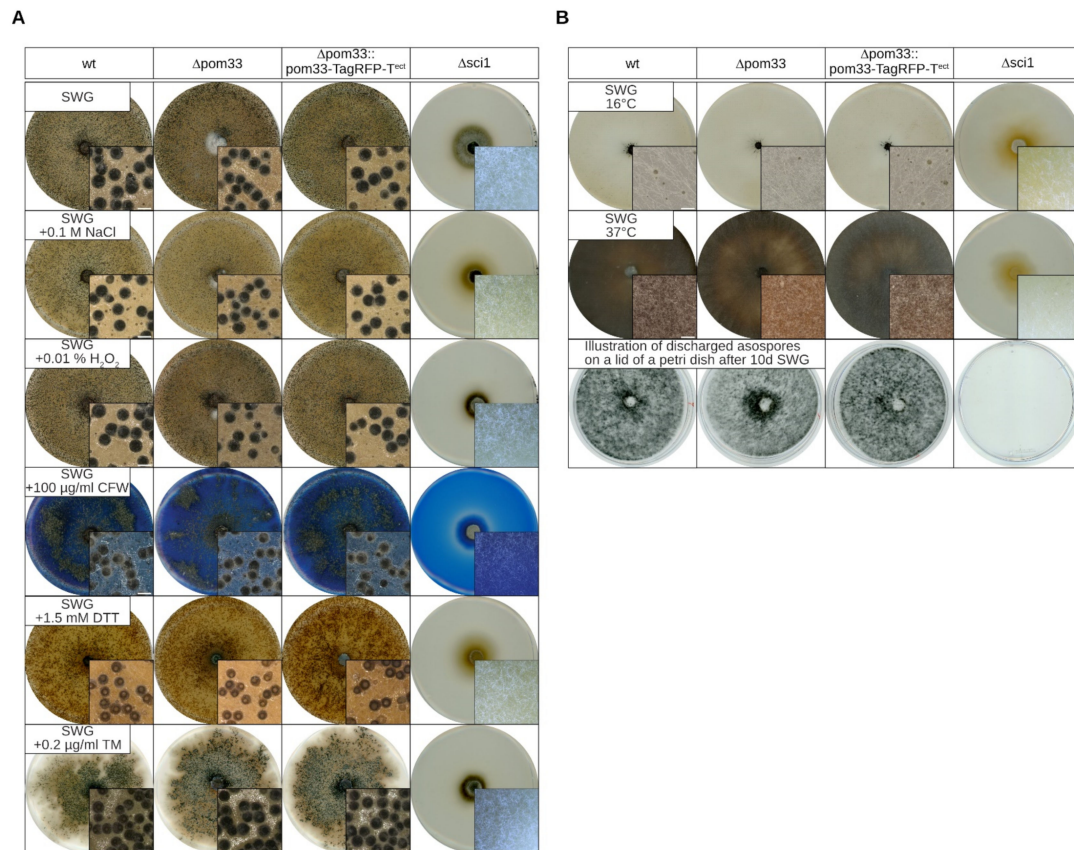 A
wt
Δpom33
Δpom33::
pom33-TagRFP-Tᵉᶜᵗ
Δsci1
SWG
SWG
+0.1 M NaCl
SWG
+0.01 % H₂O₂
SWG
+100 µg/ml CFW
SWG
+1.5 mM DTT
SWG
+0.2 µg/ml TM
B
wt
Δpom33
Δpom33::
pom33-TagRFP-Tᵉᶜᵗ
Δsci1
SWG
16°C
SWG
37°C
Illustration of discharged asospores
on a lid of a petri dish after 10d SWG